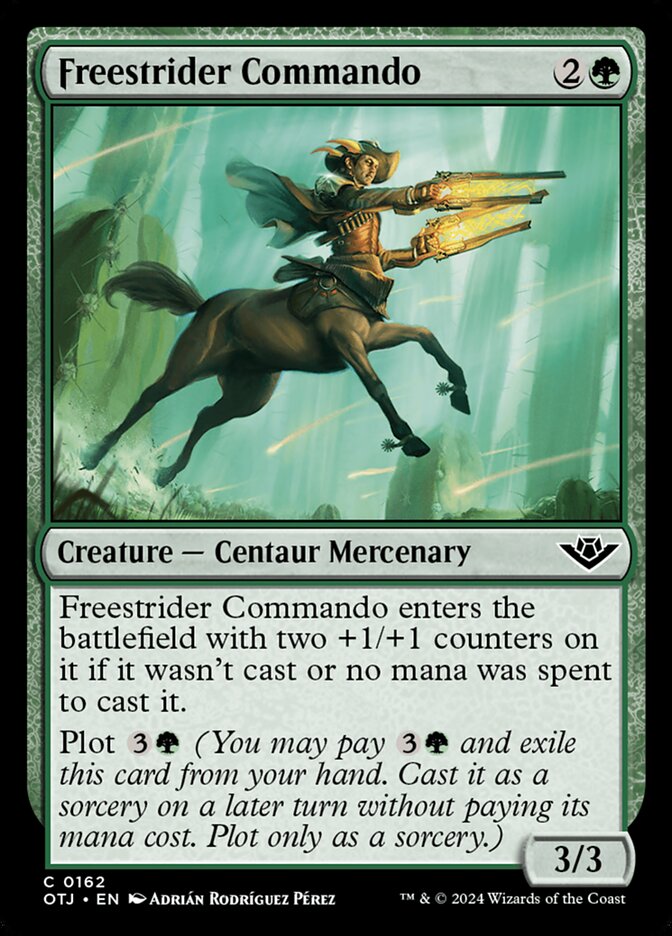 Freestrider Commando 2
Creature — Centaur Mercenary
Freestrider Commando enters the
battlefield with two +1/+1 counters on
it if it wasn't cast or no mana was spent
to cast it.
Plot 3 (You may pay 3 and exile
this card from your hand. Cast it as a
sorcery on a later turn without paying its
mana cost. Plot only as a sorcery.)
3/3
C 0162
OTJ • EN Adrián Rodríguez Pérez
™ & © 2024 Wizards of the Coast